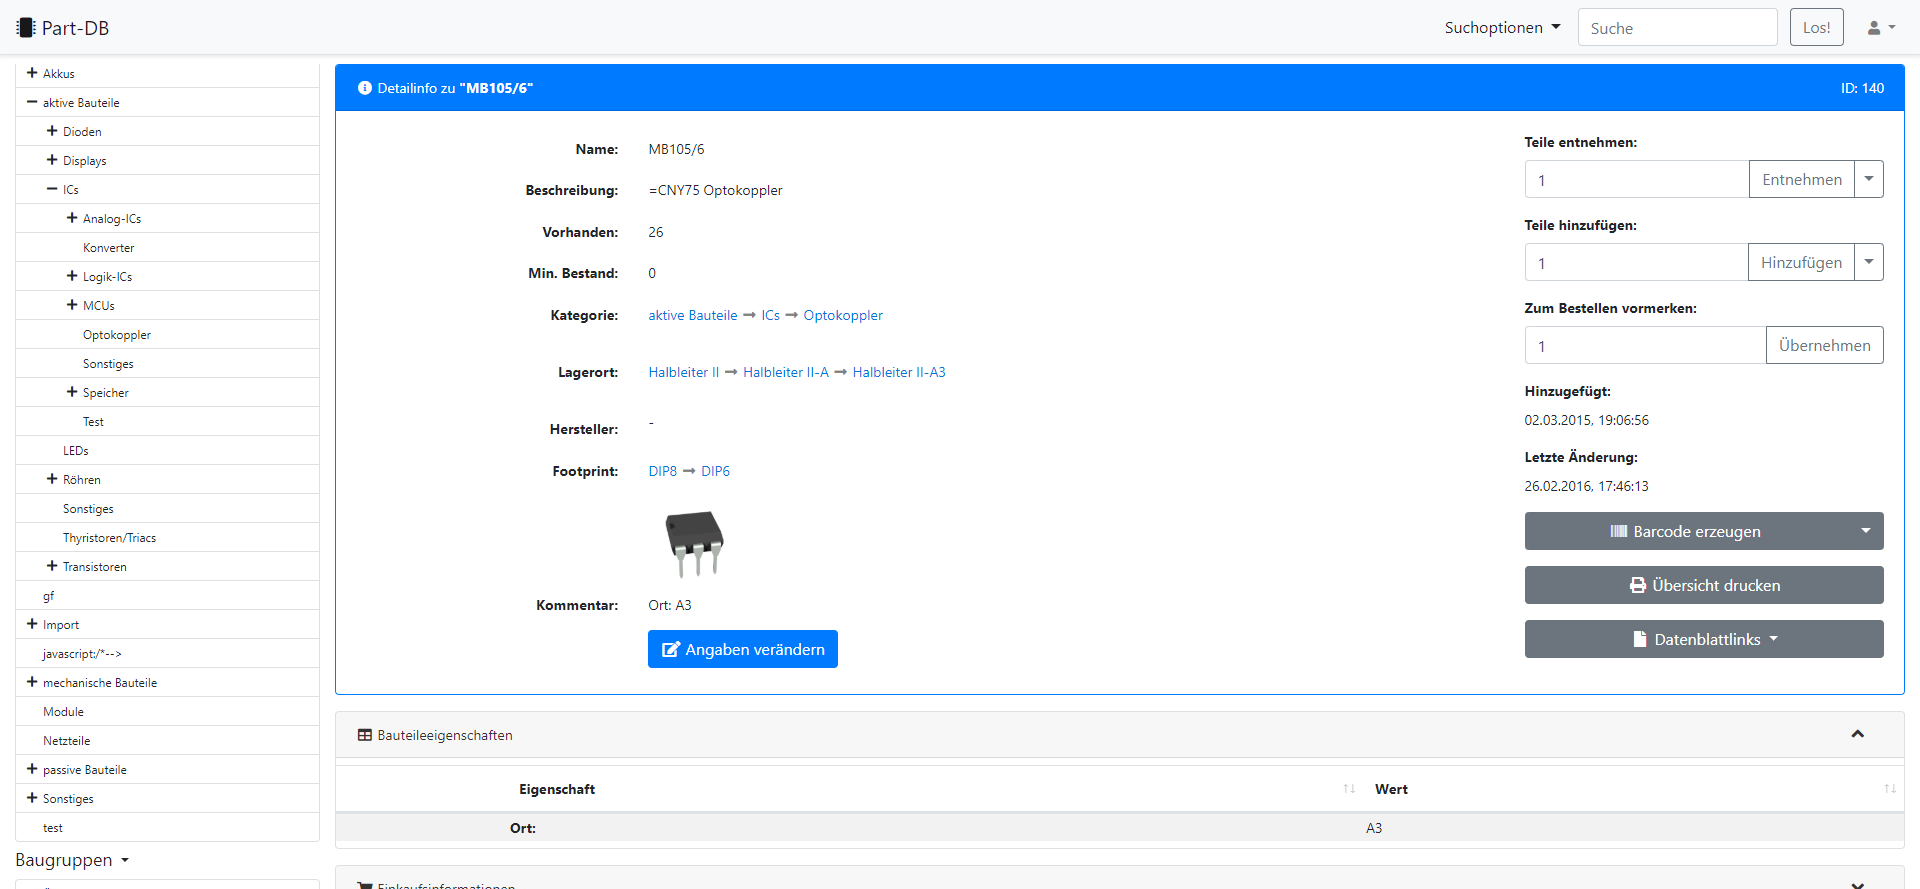 Part-DB
Suchoptionen
Suche
Los!
Akkus
aktive Bauteile
Dioden
Displays
ICs
Analog-ICs
Konverter
Logik-ICs
MCUs
Optokoppler
Sonstiges
Speicher
Test
LEDs
Röhren
Sonstiges
Thyristoren/Triacs
Transistoren
gf
Import
javascript:/*-->
mechanische Bauteile
Module
Netzteile
passive Bauteile
Sonstiges
test
Baugruppen
Detailinfo zu "MB105/6"
ID: 140
Name: MB105/6
Beschreibung: =CNY75 Optokoppler
Vorhanden: 26
Min. Bestand: 0
Kategorie: aktive Bauteile → ICs → Optokoppler
Lagerort: Halbleiter II → Halbleiter II-A → Halbleiter II-A3
Hersteller: -
Footprint: DIP8 → DIP6
Kommentar: Ort: A3
Angaben verändern
Teile entnehmen:
1 Entnehmen
Teile hinzufügen:
1 Hinzufügen
Zum Bestellen vormerken:
1 Übernehmen
Hinzugefügt:
02.03.2015, 19:06:56
Letzte Änderung:
26.02.2016, 17:46:13
Barcode erzeugen
Übersicht drucken
Datenblattlinks
Bauteileeigenschaften
Eigenschaft Wert
Ort: A3
Einkaufsinformationen